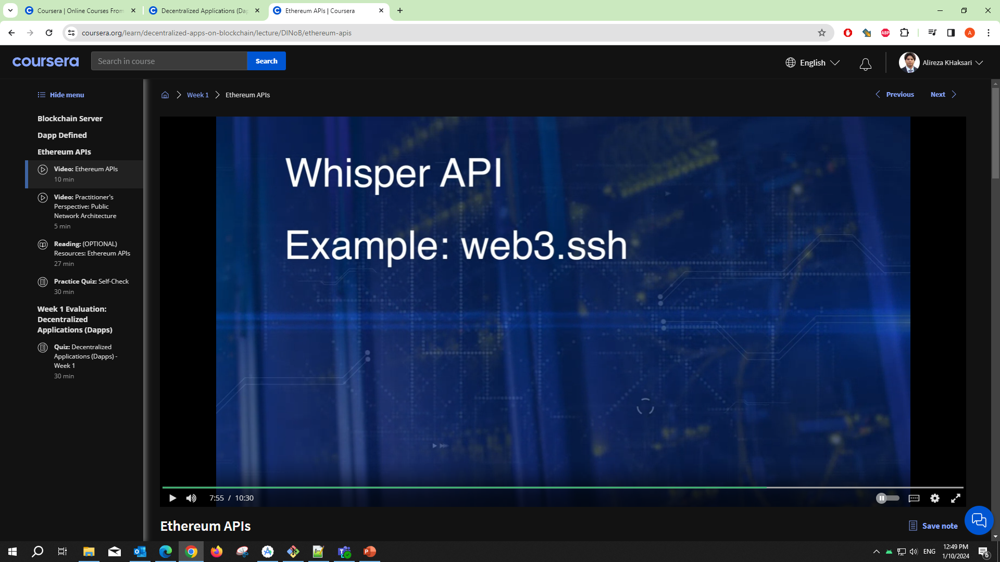 Coursera | Online Courses From
Decentralized Applications (Dap
Ethereum APIs | Coursera
coursera.org/learn/decentralized-apps-on-blockchain/lecture/DINoB/ethereum-apis
ABP
A
coursera
Search in course
Search
English
Alireza KHaksari
Hide menu
Week 1
Ethereum APIs
Previous
Next
Blockchain Server
Dapp Defined
Ethereum APIs
Video: Ethereum APIs
10 min
Video: Practitioner's
Perspective: Public
Network Architecture
5 min
Reading: (OPTIONAL)
Resources: Ethereum APIs
27 min
Practice Quiz: Self-Check
30 min
Week 1 Evaluation:
Decentralized
Applications (Dapps)
Quiz: Decentralized
Applications (Dapps) -
Week 1
30 min
Whisper API
Example: web3.ssh
7:55 / 10:30
Ethereum APIs
Save note
ENG
12:49 PM
1/10/2024
6